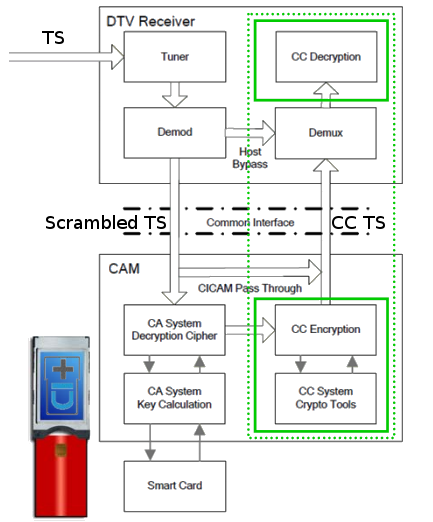 DTV Receiver
TS
Tuner
CC Decryption
Demod
Demux
Host
Bypass
Scrambled TS
Common Interface
CC TS
CAM
CICAM Pass Through
CA System
Decryption Cipher
CC Encryption
CA System
Key Calculation
CC System
Crypto Tools
Smart Card